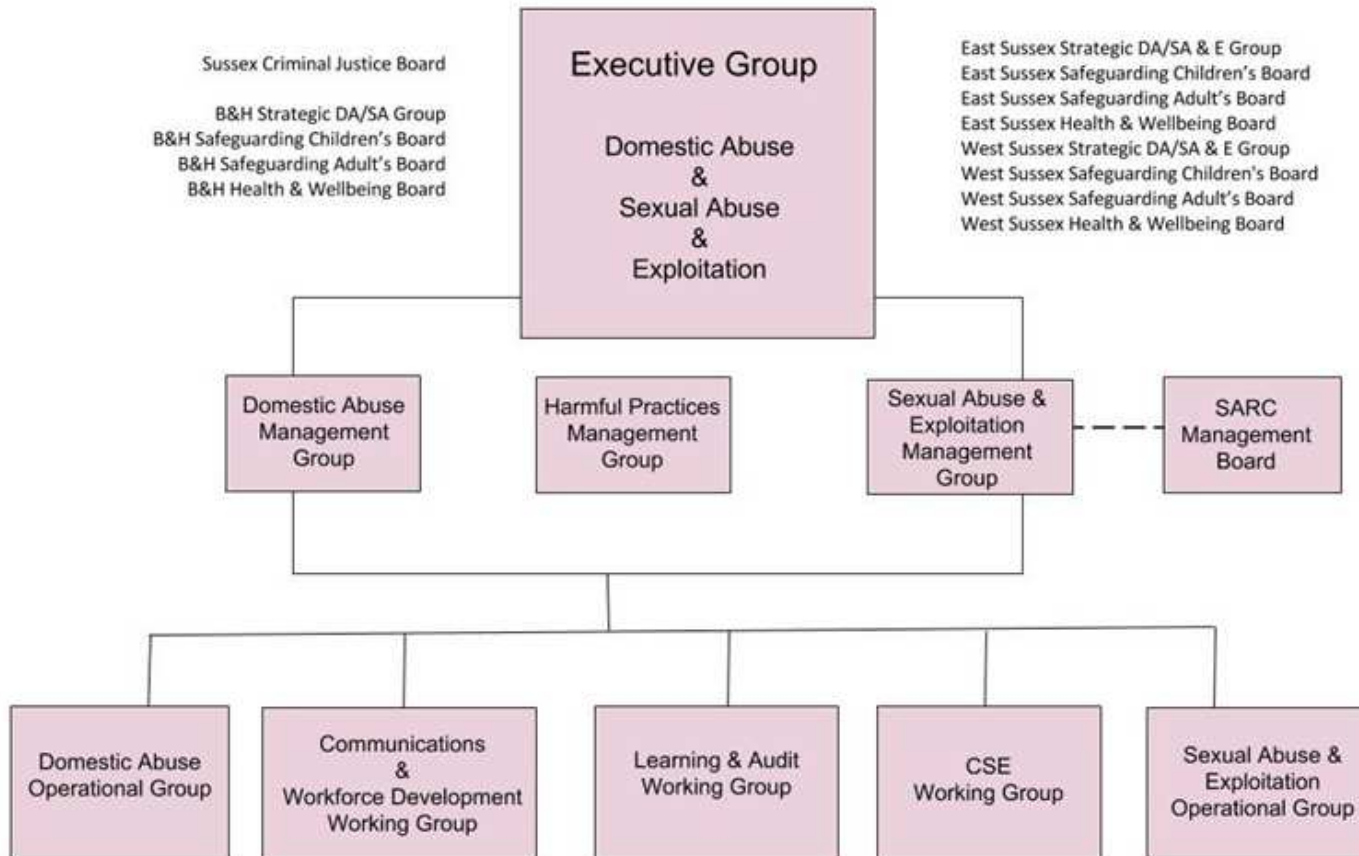 Sussex Criminal Justice Board
B&H Strategic DA/SA Group
B&H Safeguarding Children's Board
B&H Safeguarding Adult's Board
B&H Health & Wellbeing Board
Executive Group
Domestic Abuse
&
Sexual Abuse
&
Exploitation
East Sussex Strategic DA/SA & E Group
East Sussex Safeguarding Children's Board
East Sussex Safeguarding Adult's Board
East Sussex Health & Wellbeing Board
West Sussex Strategic DA/SA & E Group
West Sussex Safeguarding Children's Board
West Sussex Safeguarding Adult's Board
West Sussex Health & Wellbeing Board
Domestic Abuse
Management
Group
Harmful Practices
Management
Group
Sexual Abuse &
Exploitation
Management
Group
SARC
Management
Board
Domestic Abuse
Operational Group
Communications
&
Workforce Development
Working Group
Learning & Audit
Working Group
CSE
Working Group
Sexual Abuse &
Exploitation
Operational Group